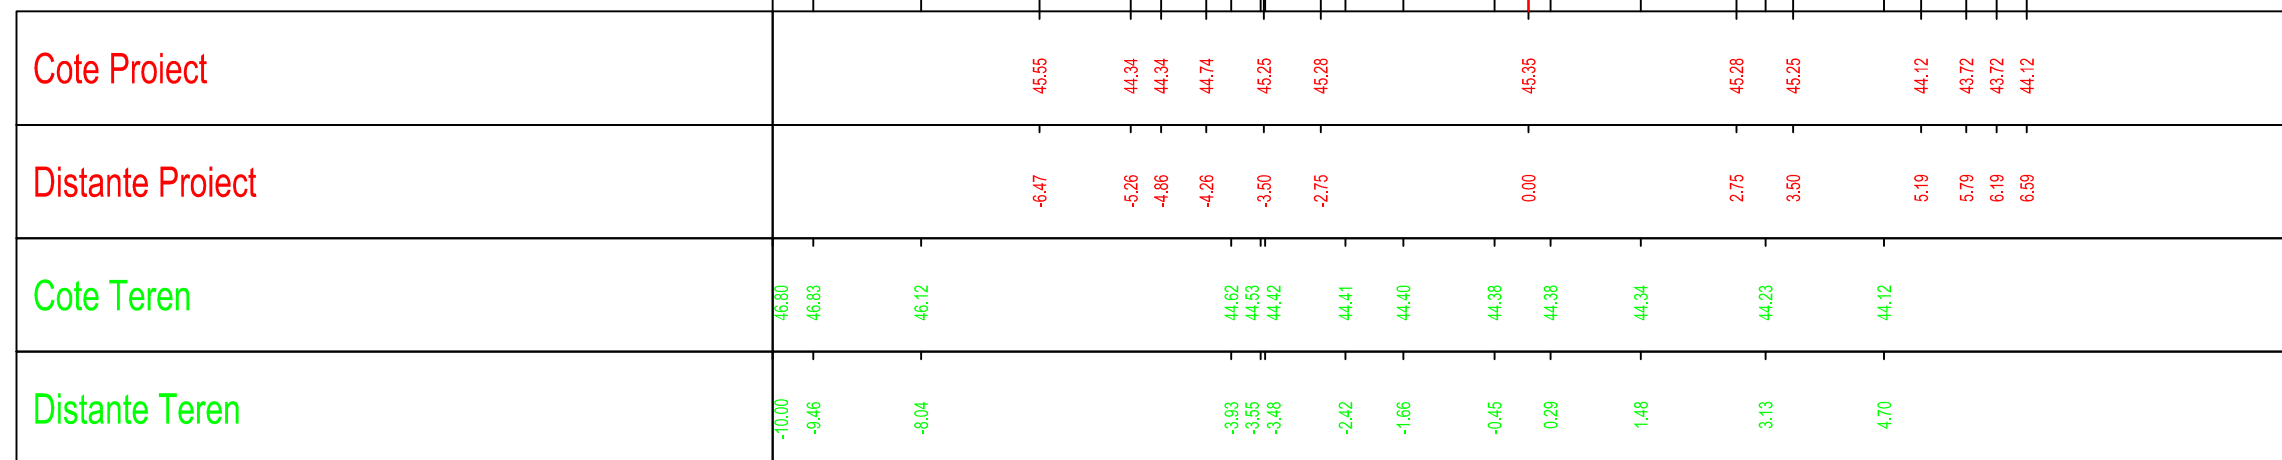 Cote Proiect 45.55 44.34 44.34 44.74 45.25 45.28 45.35 45.28 45.25 44.12 43.72 43.72 44.12
Distante Proiect -6.47 -5.26 -4.86 -4.26 -3.50 -2.75 0.00 2.75 3.50 5.19 5.79 6.19 6.59
Cote Teren 46.80 46.83 46.12 44.62 44.53 44.42 44.41 44.40 44.38 44.38 44.34 44.23 44.12
Distante Teren -10.00 -9.46 -8.04 -3.93 -3.55 -3.48 -2.42 -1.66 -0.45 0.29 1.48 3.13 4.70